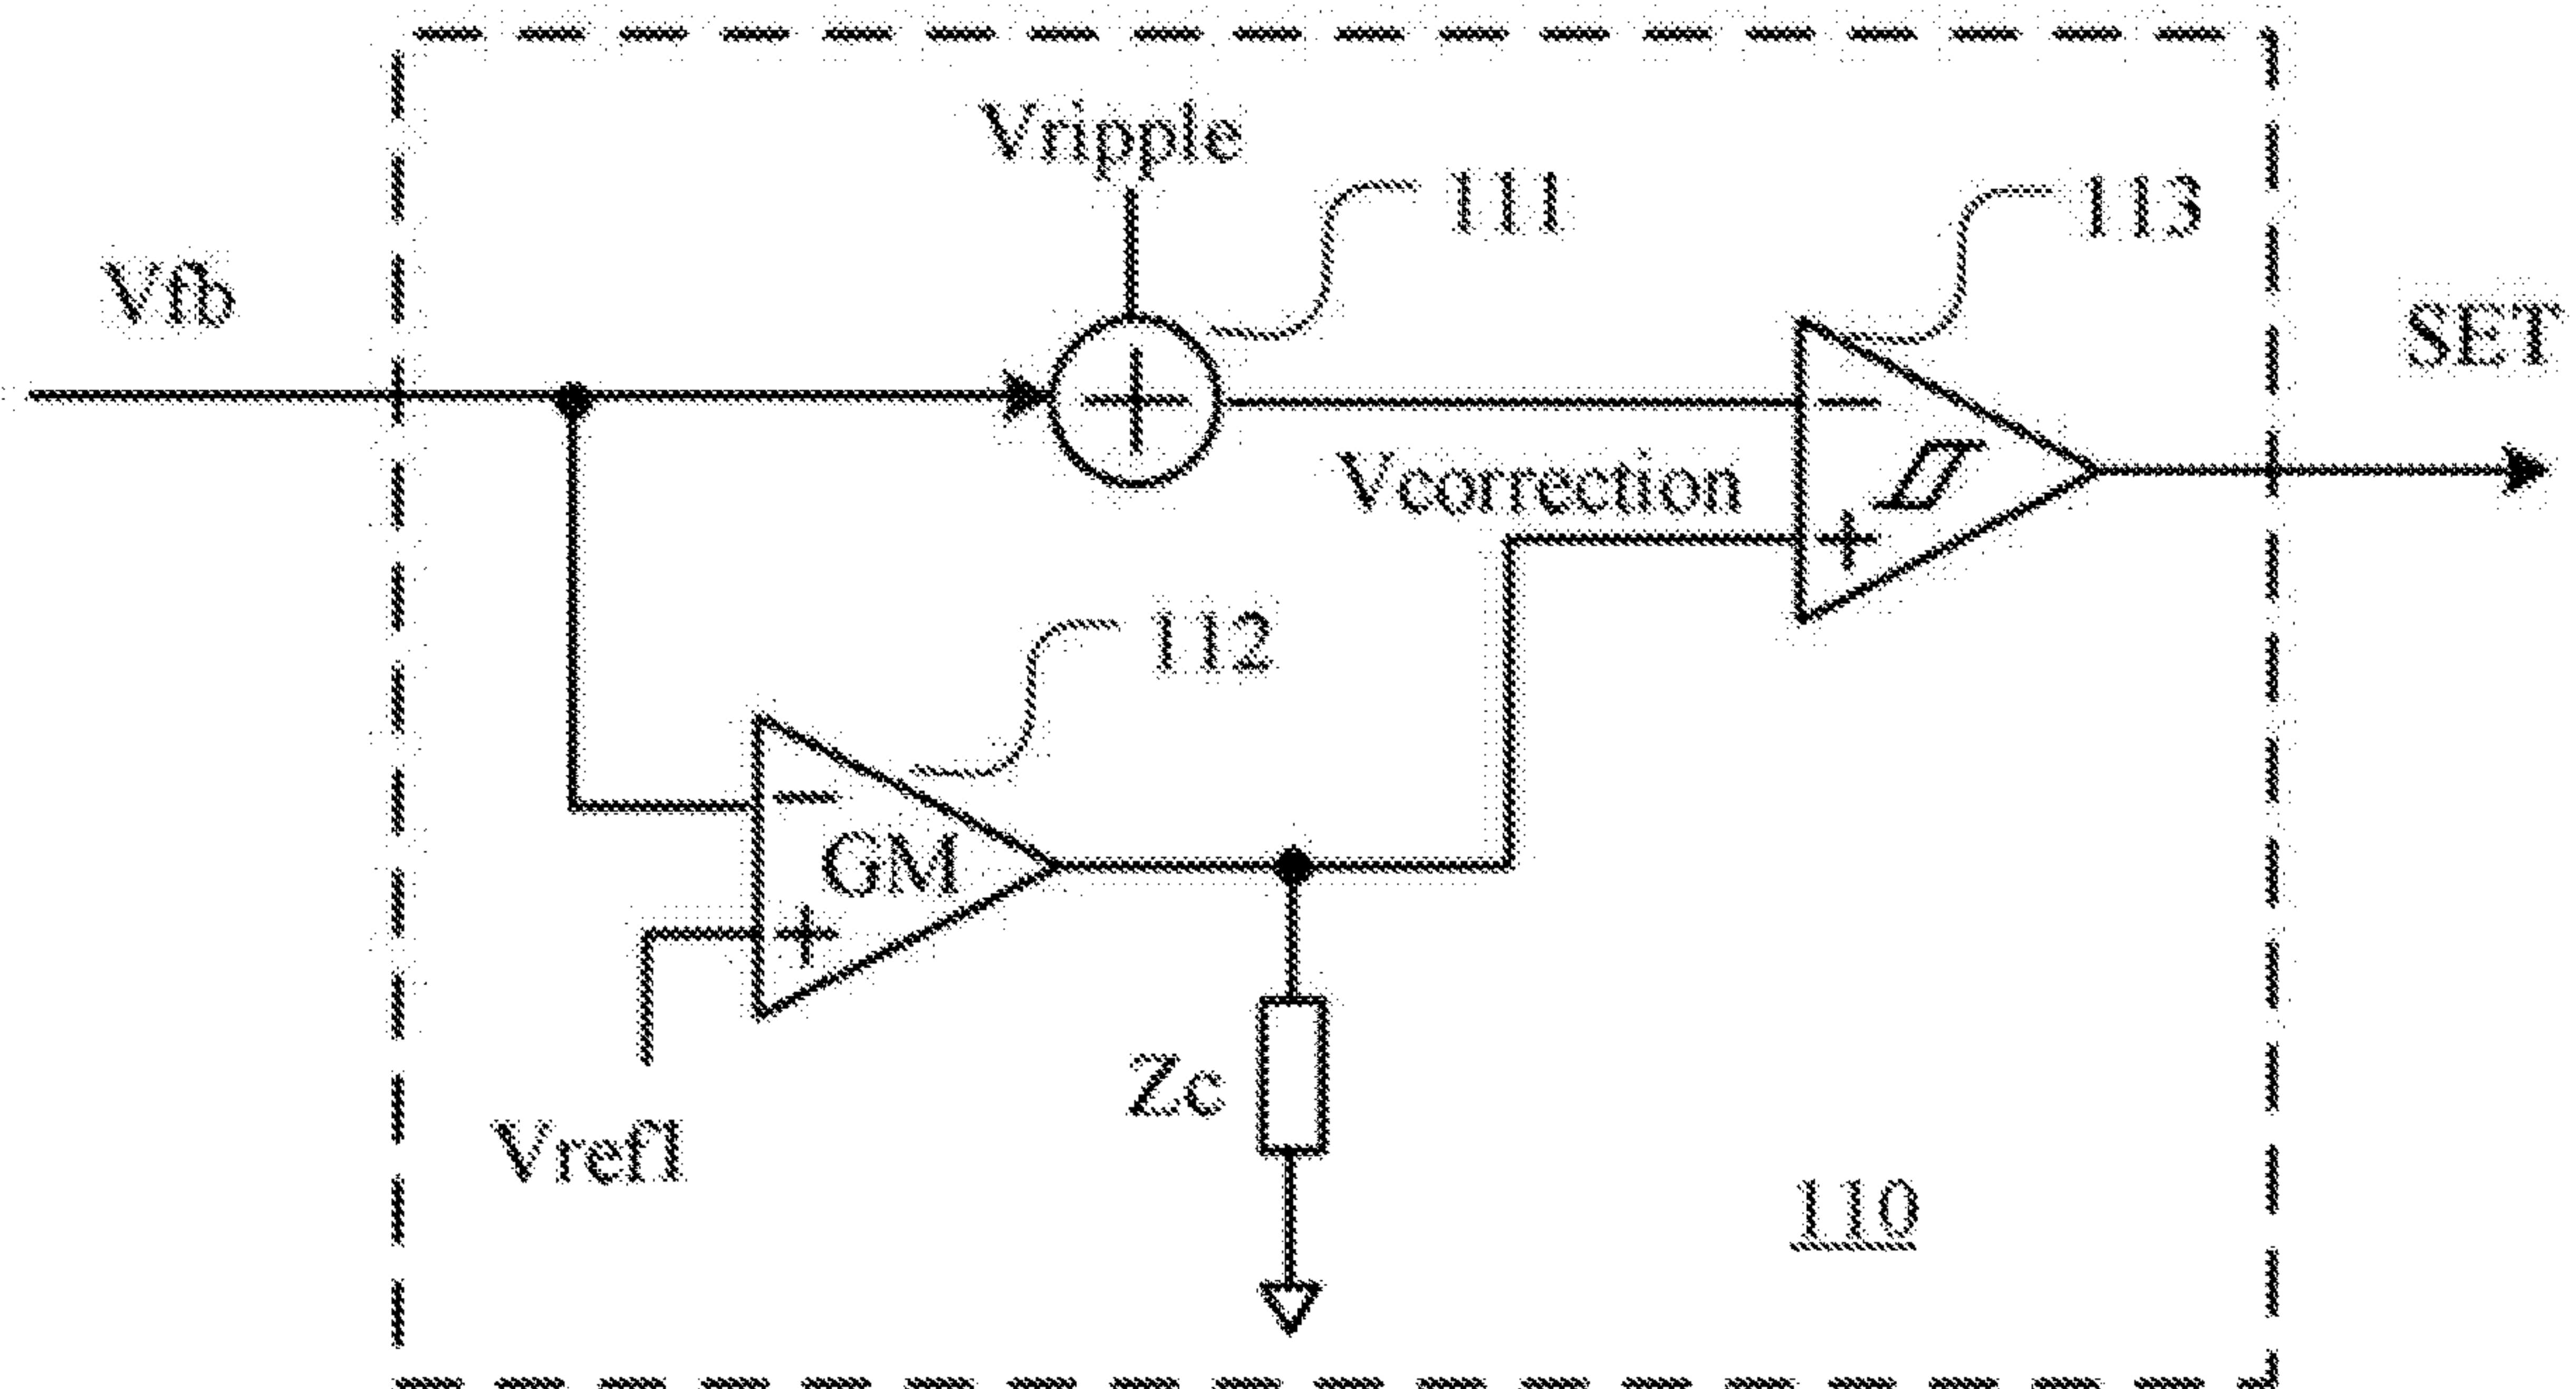 Vripple
111
113
Vfb
SET
−
Vcorrection
+
112
−
GM
+
Zc
Vref1
110